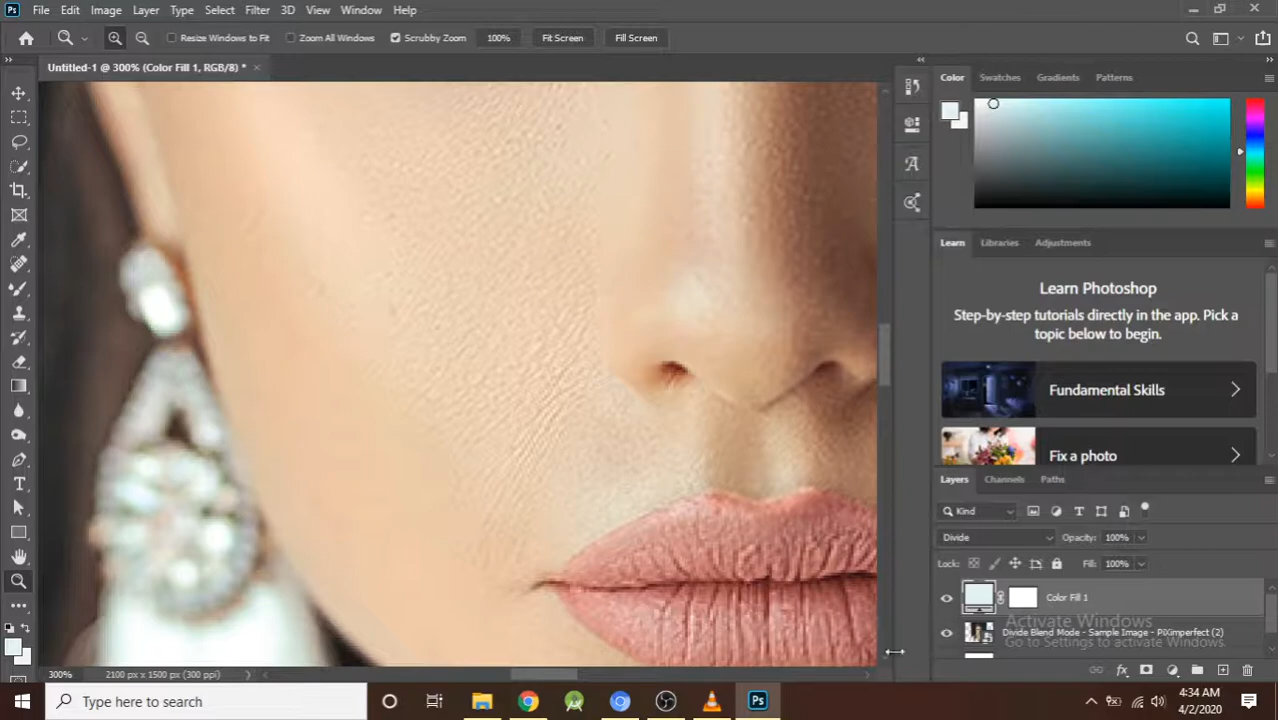 Ps File Edit Image Layer Type Select Filter 3D View Window Help
Resize Windows to Fit Zoom All Windows Scrubby Zoom 100% Fit Screen Fill Screen
Untitled-1 @ 300% (Color Fill 1, RGB/8) * ×
Color Swatches Gradients Patterns
Learn Libraries Adjustments
Learn Photoshop
Step-by-step tutorials directly in the app. Pick a
topic below to begin.
Fundamental Skills
Fix a photo
Layers Channels Paths
Kind
Divide Opacity: 100%
Lock: Fill: 100%
Color Fill 1
Activate Windows
Divide Blend Mode - Sample Image - PiXimperfect (2)
Go to Settings to activate Windows.
300% 2100 px x 1500 px (300 ppi)
Type here to search
Ps
4:34 AM
4/2/2020